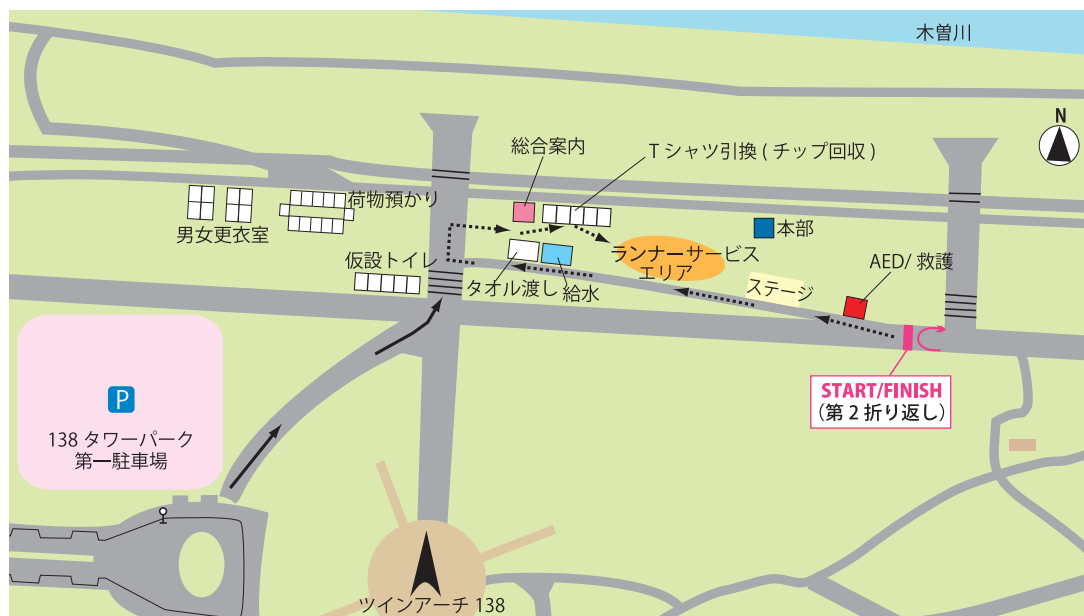 木曽川
N
総合案内
Tシャツ引換(チップ回収)
荷物預かり
男女更衣室
本部
ランナーサービス
エリア
仮設トイレ
AED/救護
タオル渡し
給水
ステージ
START/FINISH
(第2折り返し)
P
138タワーパーク
第一駐車場
ツインアーチ138